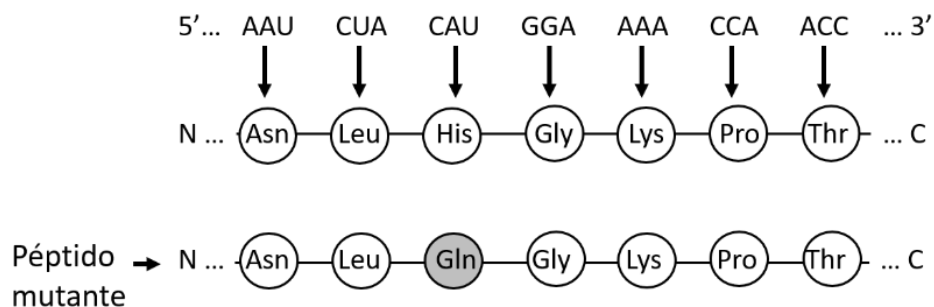 5’... AAU CUA CAU GGA AAA CCA ACC ... 3’
N ... Asn Leu His Gly Lys Pro Thr ... C
Péptido mutante
N ... Asn Leu Gln Gly Lys Pro Thr ... C